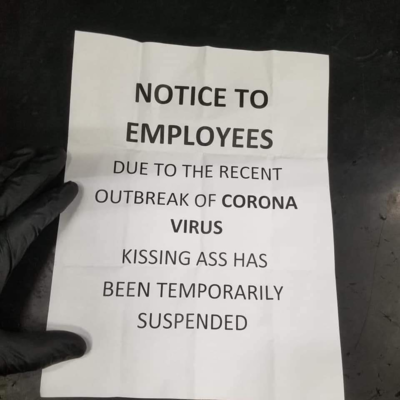 NOTICE TO
EMPLOYEES
DUE TO THE RECENT
OUTBREAK OF CORONA
VIRUS
KISSING ASS HAS
BEEN TEMPORARILY
SUSPENDED